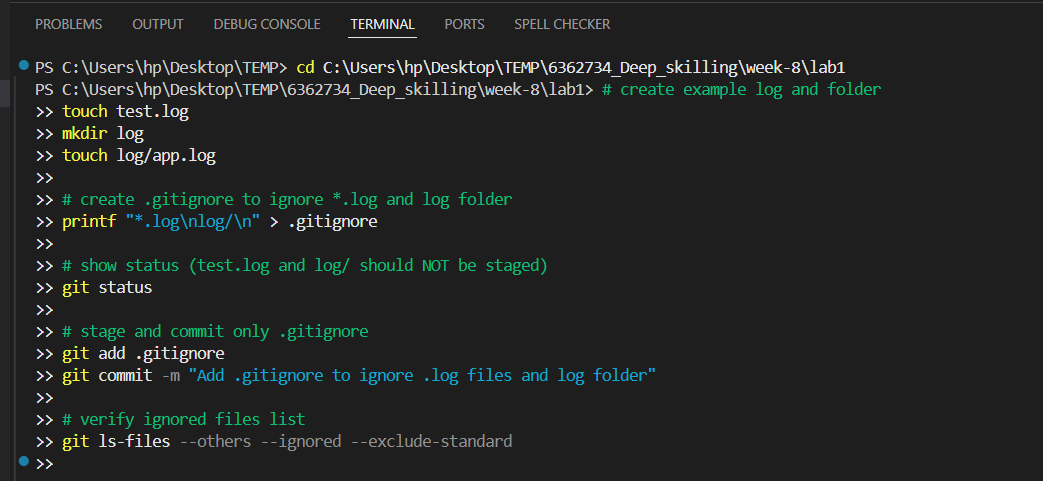 PROBLEMS OUTPUT DEBUG CONSOLE TERMINAL PORTS SPELL CHECKER
PS C:\Users\hp\Desktop\TEMP> cd C:\Users\hp\Desktop\TEMP\6362734_Deep_skilling\week-8\lab1
PS C:\Users\hp\Desktop\TEMP\6362734_Deep_skilling\week-8\lab1> # create example log and folder
>> touch test.log
>> mkdir log
>> touch log/app.log
>>
>> # create .gitignore to ignore *.log and log folder
>> printf "*.log\nlog/\n" > .gitignore
>>
>> # show status (test.log and log/ should NOT be staged)
>> git status
>>
>> # stage and commit only .gitignore
>> git add .gitignore
>> git commit -m "Add .gitignore to ignore .log files and log folder"
>>
>> # verify ignored files list
>> git ls-files --others --ignored --exclude-standard
>>